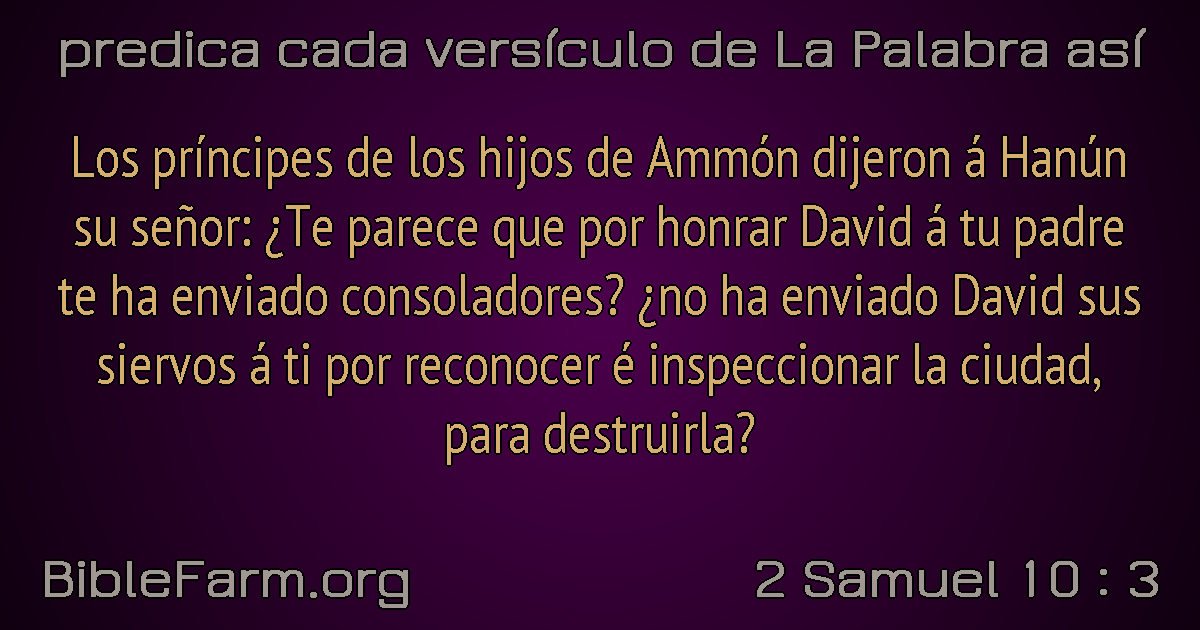 predica cada versículo de La Palabra así
Los príncipes de los hijos de Ammón dijeron á Hanún
su señor: ¿Te parece que por honrar David á tu padre
te ha enviado consoladores? ¿no ha enviado David sus
siervos á ti por reconocer é inspeccionar la ciudad,
para destruirla?
BibleFarm.org
2 Samuel 10 : 3